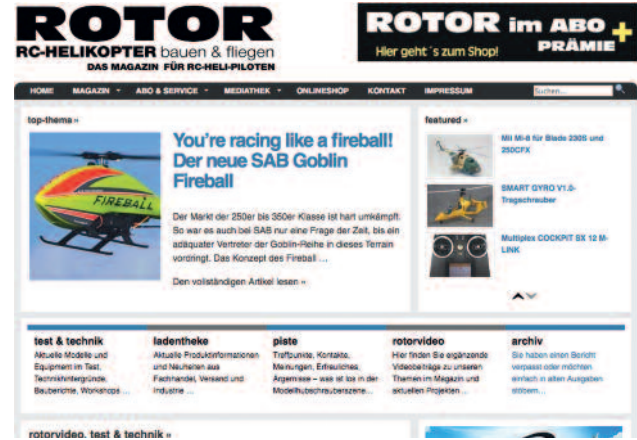 ROTOR
RC-HELIKOPTER bauen & fliegen
DAS MAGAZIN FÜR RC-HELI-PILOTEN
ROTOR im ABO +
Hier geht´s zum Shop! PRÄMIE
HOME MAGAZIN ABO & SERVICE MEDIATHEK ONLINESHOP KONTAKT IMPRESSUM Suchen...
top-thema »
FIREBALL
You're racing like a fireball!
Der neue SAB Goblin
Fireball
Der Markt der 250er bis 350er Klasse ist hart umkämpft.
So war es auch bei SAB nur eine Frage der Zeit, bis ein
adäquater Vertreter der Goblin-Reihe in dieses Terrain
vordringt. Das Konzept des Fireball ...
Den vollständigen Artikel lesen »
featured »
Mil Mi-8 für Blade 230S und
250CFX
SMART GYRO V1.0-
Tragschrauber
Multiplex COCKPIT SX 12 M-
LINK
test & technik
Aktuelle Modelle und
Equipment im Test,
Technikhintergründe,
Bauberichte, Workshops ...
ladentheke
Aktuelle Produktinformationen
und Neuheiten aus
Fachhandel, Versand und
Industrie ...
piste
Treffpunkte, Kontakte,
Meinungen, Erfreuliches,
Ärgernisse – was ist los in der
Modellhubschrauberszene...
rotorvideo
Hier finden Sie ergänzende
Videobeiträge zu unseren
Themen im Magazin und
aktuellen Projekten ...
archiv
Sie haben einen Bericht
verpasst oder möchten
einfach in alten Ausgaben
stöbern...
rotorvideo, test & technik »